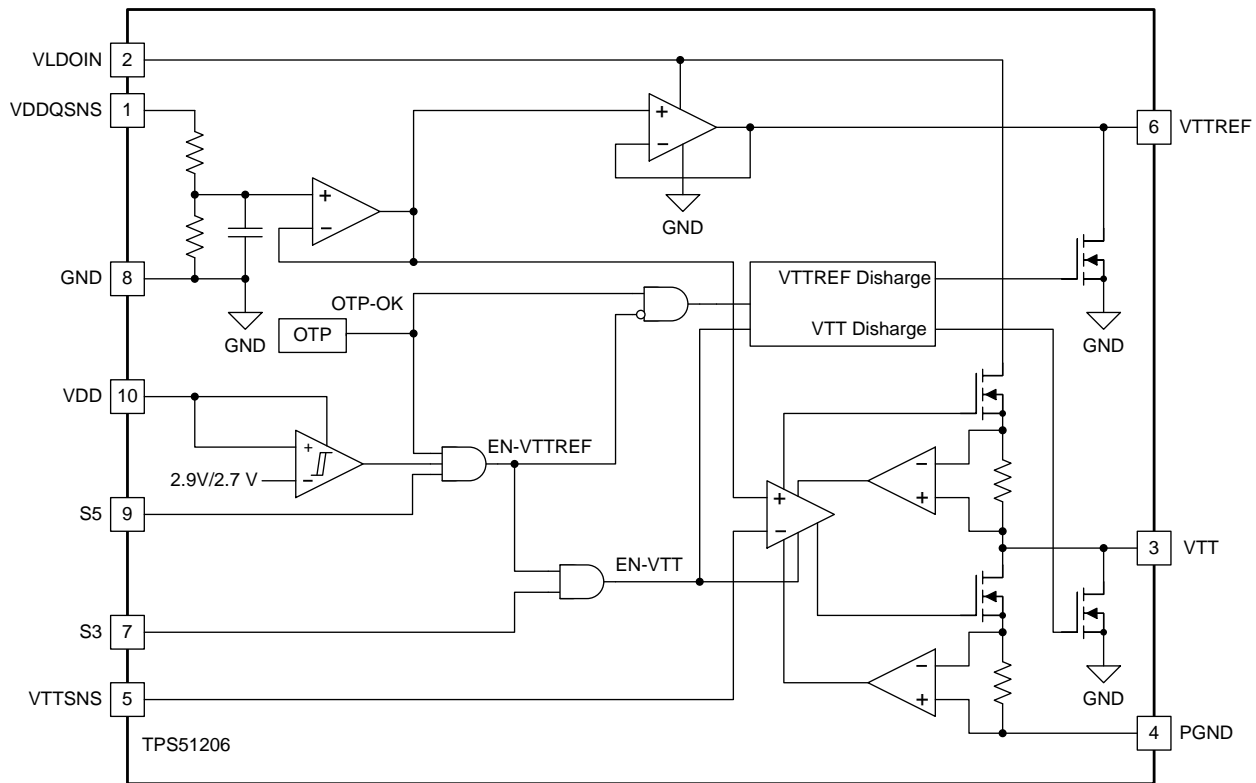 VLDOIN 2
VDDQSNS 1
+
−
6 VTTREF
GND
+
−
GND 8
GND
OTP-OK
OTP
VTTREF Disharge
VTT Disharge
GND
VDD 10
+
−
2.9V/2.7 V
EN-VTTREF
S5 9
−
+
+
−
3 VTT
EN-VTT
S3 7
−
+
GND
VTTSNS 5
4 PGND
TPS51206